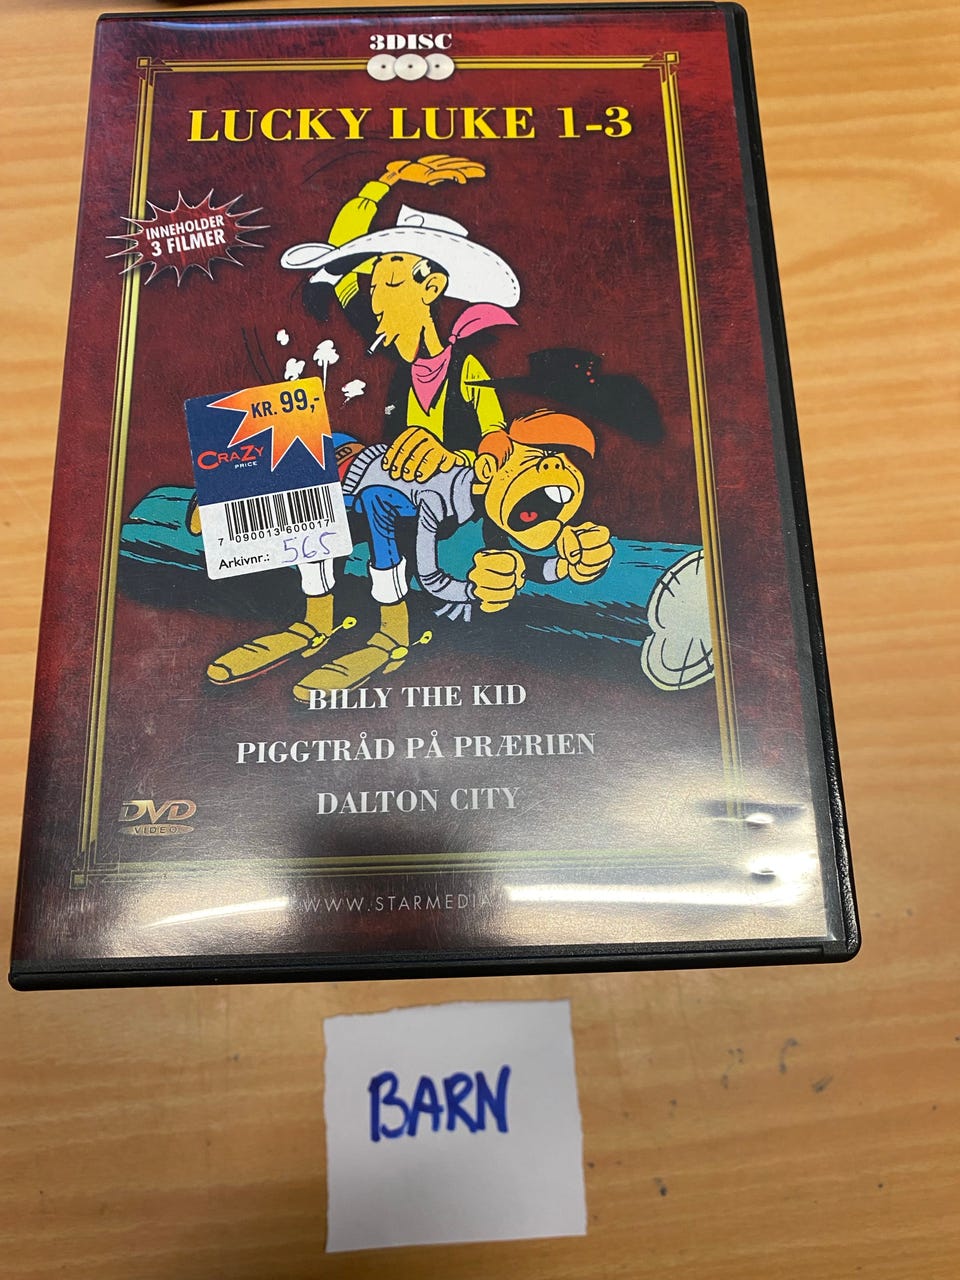 3DISC
LUCKY LUKE 1-3
INNEHOLDER
3 FILMER
KR. 99,-
CRAZY
PRICE
7 090013 600017
Arkivnr.: 565
BILLY THE KID
PIGGTRÅD PÅ PRÆRIEN
DALTON CITY
DVD
VIDEO
WWW.STARMEDIA
BARN